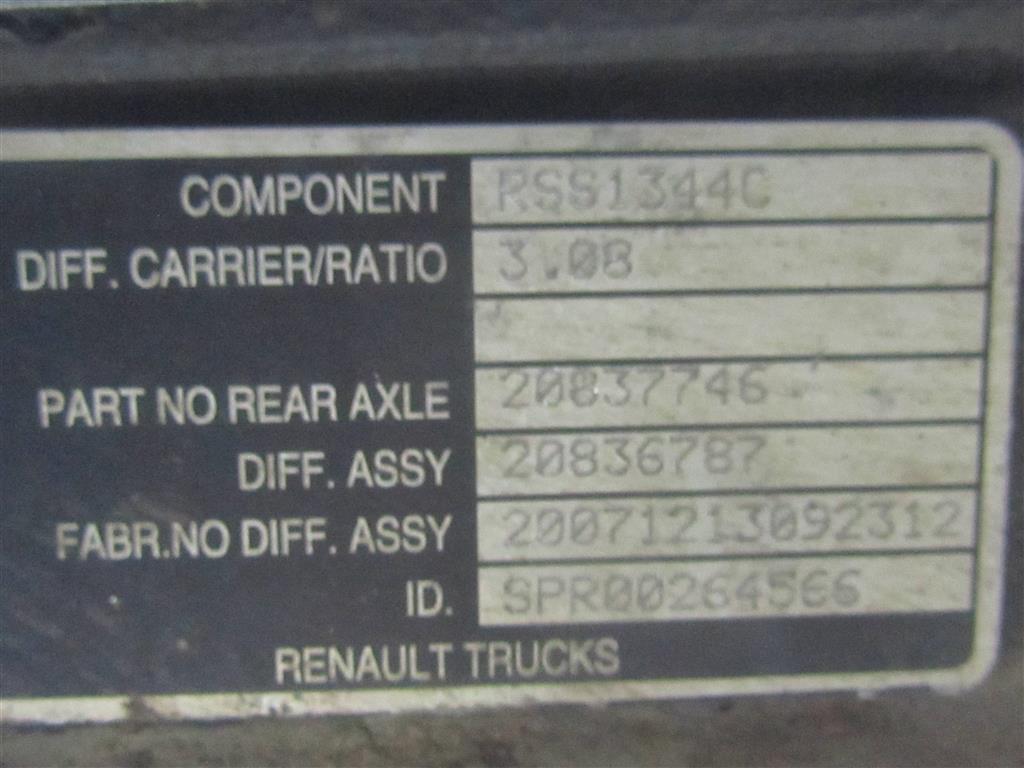 COMPONENT RSS1344C
DIFF. CARRIER/RATIO 3.08
PART NO REAR AXLE 20837746
DIFF. ASSY 20836787
FABR.NO DIFF. ASSY 20071213092312
ID. SPR00264566
RENAULT TRUCKS